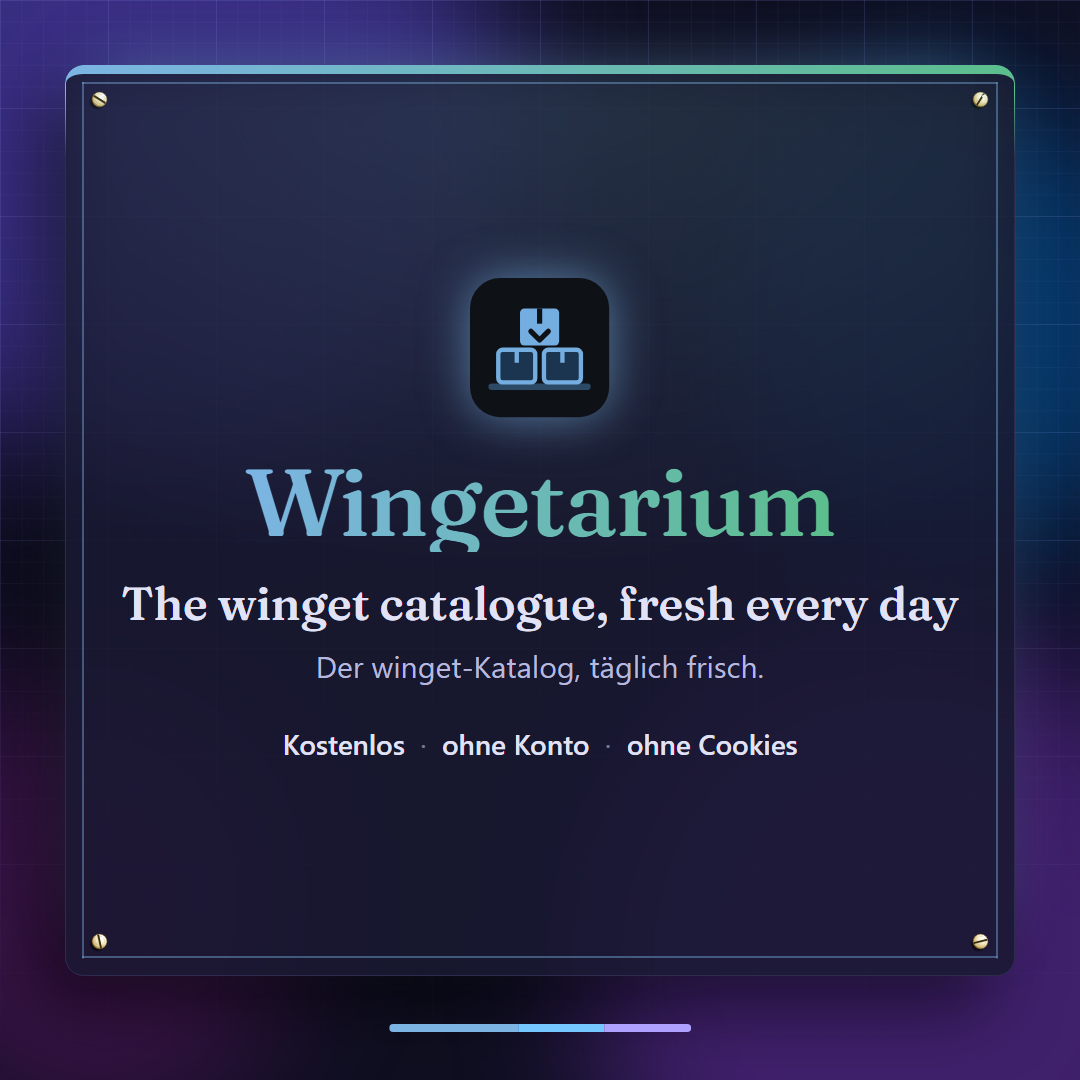 Wingetarium
The winget catalogue, fresh every day
Der winget-Katalog, täglich frisch.
Kostenlos · ohne Konto · ohne Cookies